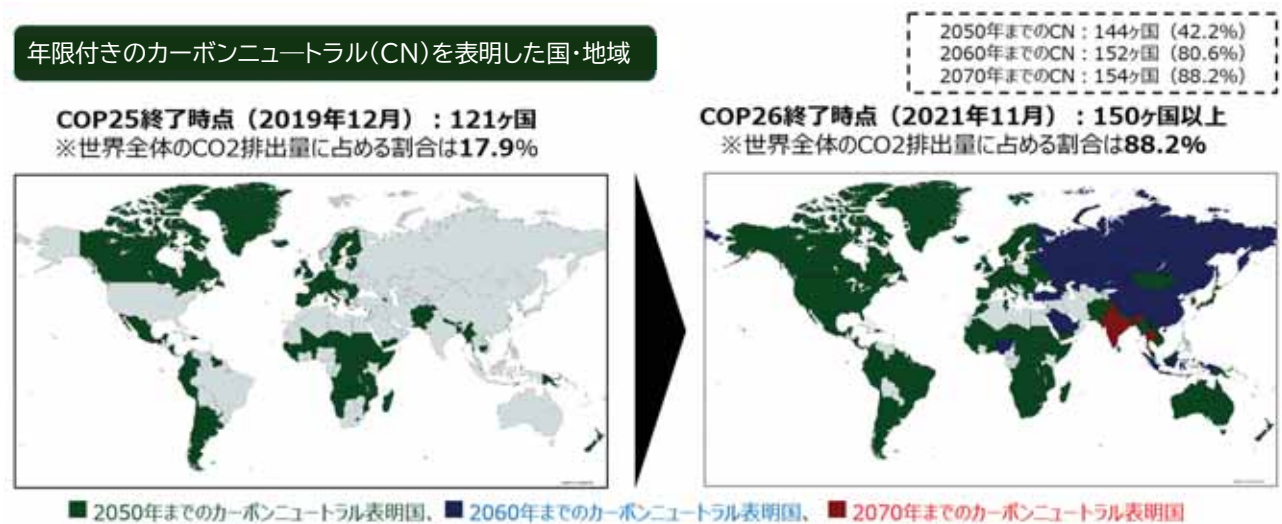 年限付きのカーボンニュートラル(CN)を表明した国・地域
2050年までのCN：144ヶ国（42.2%）
2060年までのCN：152ヶ国（80.6%）
2070年までのCN：154ヶ国（88.2%）
COP25終了時点（2019年12月）：121ヶ国
※世界全体のCO2排出量に占める割合は17.9%
COP26終了時点（2021年11月）：150ヶ国以上
※世界全体のCO2排出量に占める割合は88.2%
■ 2050年までのカーボンニュートラル表明国、 ■ 2060年までのカーボンニュートラル表明国、 ■ 2070年までのカーボンニュートラル表明国